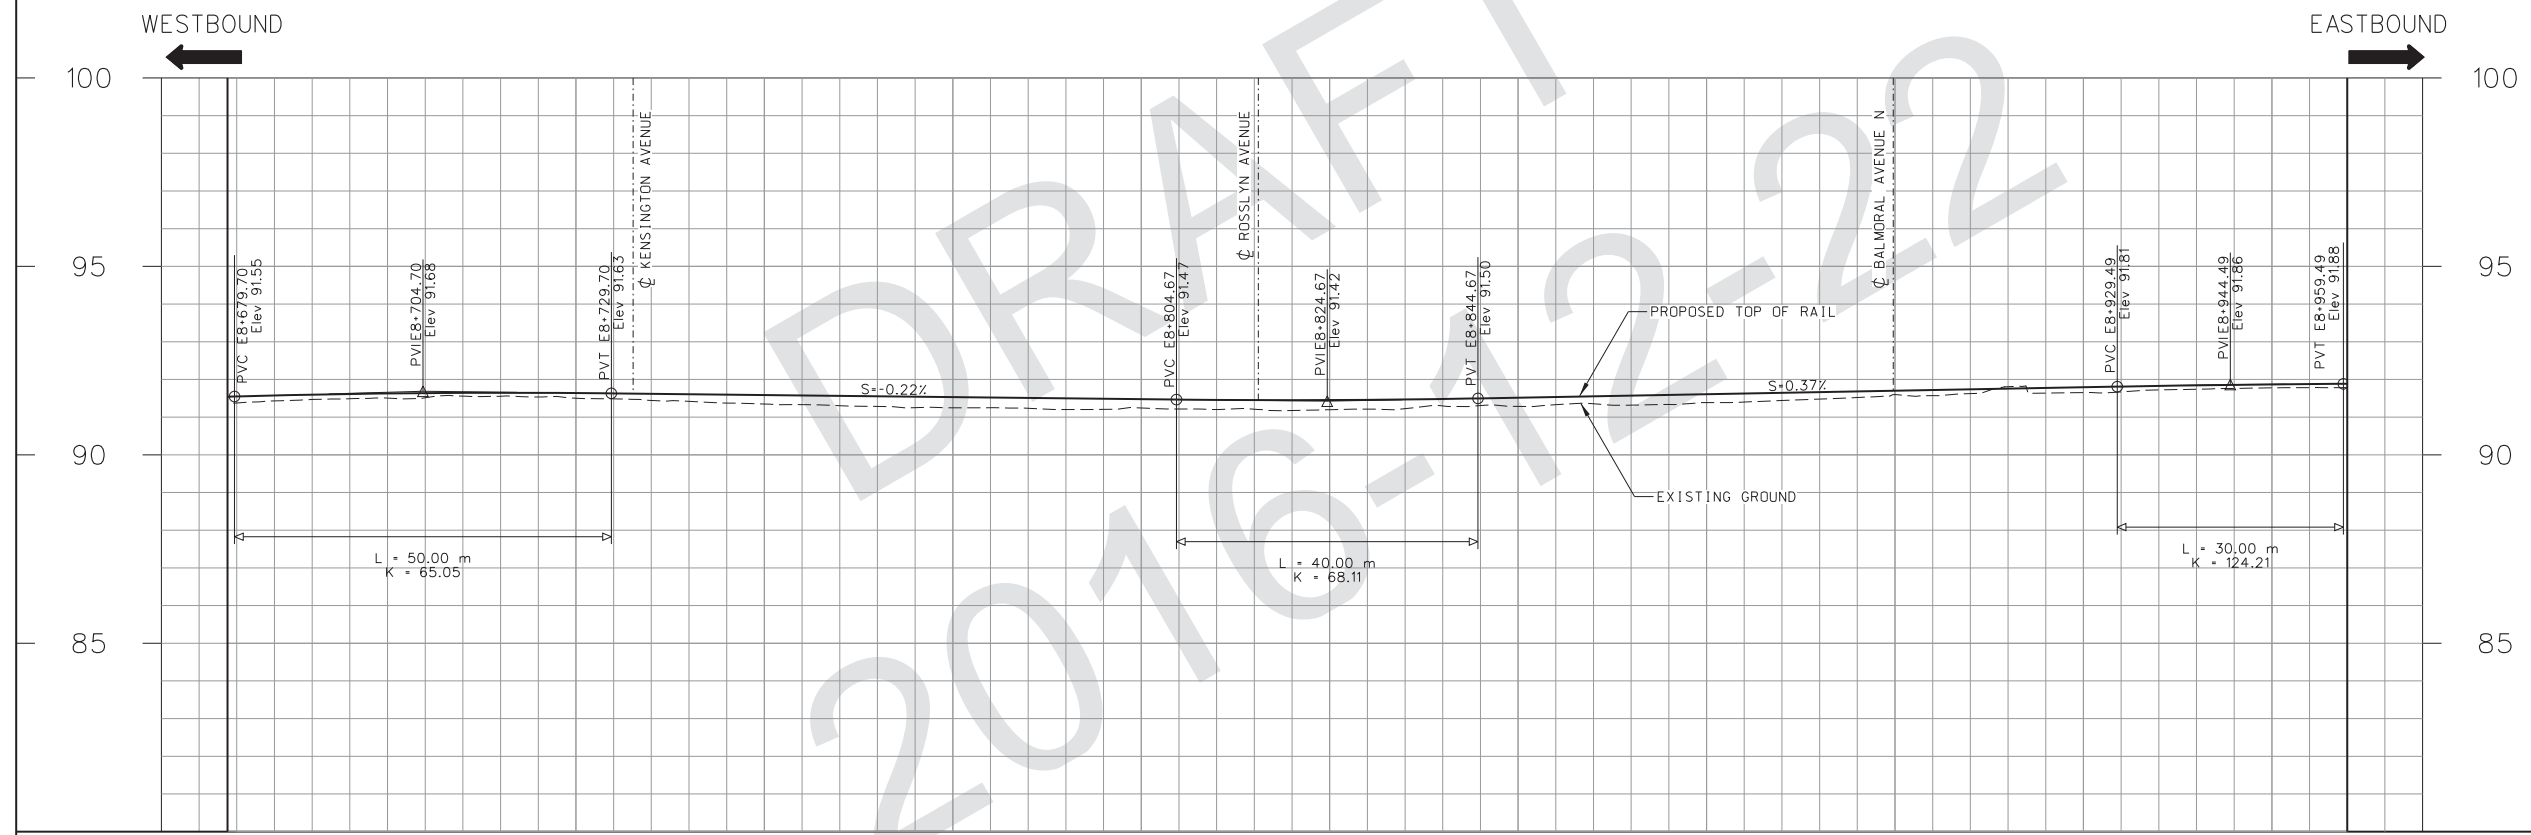 WESTBOUND
EASTBOUND
100
100
95
95
90
90
85
85
PVC E8+679.70
Elev 91.55
PVI E8+704.70
Elev 91.68
PVT E8+729.70
Elev 91.63
℄ KENSINGTON AVENUE
S=-0.22%
PVC E8+804.67
Elev 91.47
℄ ROSSLYN AVENUE
PVI E8+824.67
Elev 91.42
PVT E8+844.67
Elev 91.50
PROPOSED TOP OF RAIL
EXISTING GROUND
S=0.37%
℄ BALMORAL AVENUE N
PVC E8+929.49
Elev 91.81
PVI E8+944.49
Elev 91.86
PVT E8+959.49
Elev 91.88
L = 50.00 m
K = 65.05
L = 40.00 m
K = 68.11
L = 30.00 m
K = 124.21
DRAFT
2016-12-22